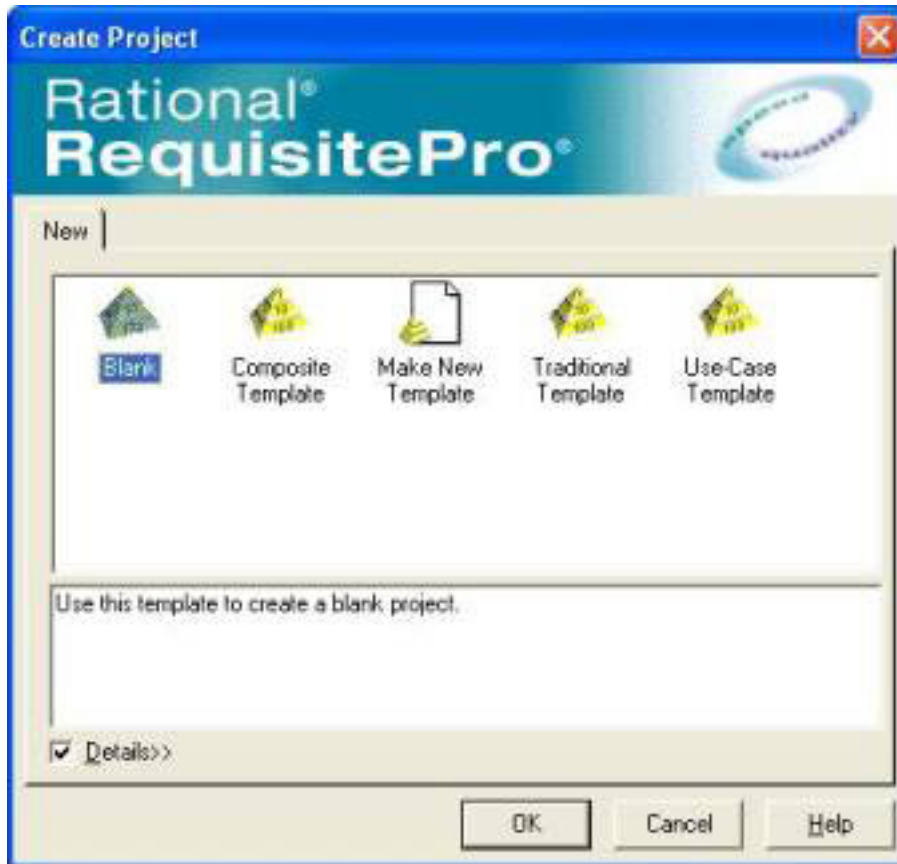 Create Project
Rational®
RequisitePro®
New
Blank
Composite Template
Make New Template
Traditional Template
Use-Case Template
Use this template to create a blank project.
Details>>
OK
Cancel
Help